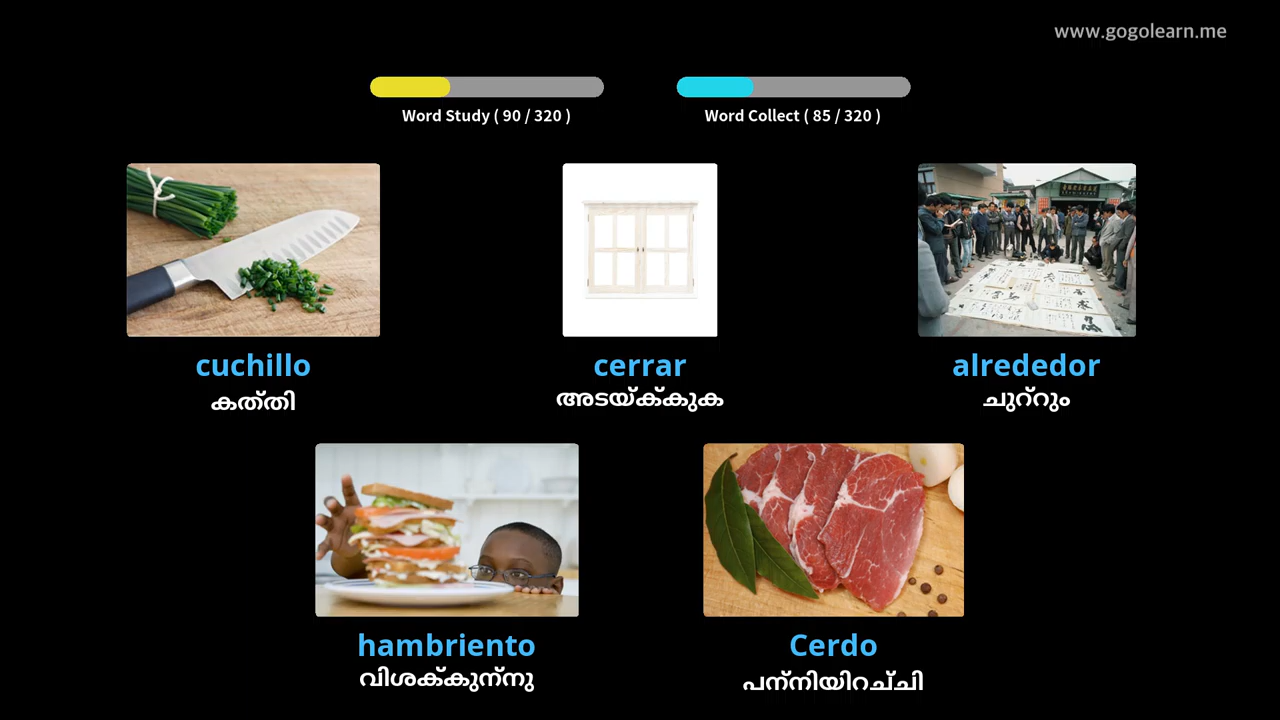 www.gogolearn.me
Word Study ( 90 / 320 )
Word Collect ( 85 / 320 )
cuchillo
കത്തി
cerrar
അടയ്ക്കുക
alrededor
ചുറ്റും
hambriento
വിശക്കുന്നു
Cerdo
പന്നിയിറച്ചി